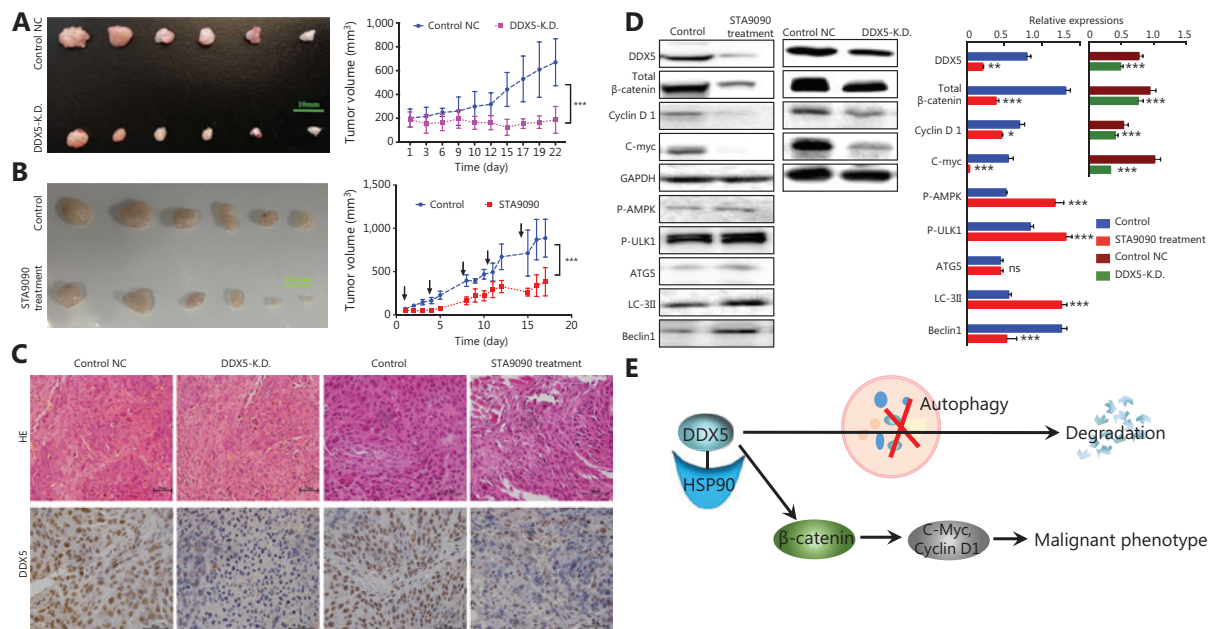 A
Control NC
DDX5-K.D.
10mm
Tumor volume (mm3)
1,000
800
600
400
200
0
1 3 6 9 10 12 15 17 19 22
Time (day)
Control NC
DDX5-K.D.
***
B
Control
STA9090
treatment
Tumor volume (mm3)
1,500
1,000
500
0
0 5 10 15 20
Time (day)
Control
STA9090
***
C
Control NC
DDX5-K.D.
Control
STA9090 treatment
HE
DDX5
D
Control
STA9090
treatment
Control NC
DDX5-K.D.
DDX5
Total
β-catenin
Cyclin D 1
C-myc
GAPDH
P-AMPK
P-ULK1
ATG5
LC-3II
Beclin1
Relative expressions
0 0.5 1.0 1.5
0 0.5 1.0 1.5
DDX5
**
***
Total
β-catenin
***
***
Cyclin D 1
*
***
C-myc
***
***
P-AMPK
***
P-ULK1
***
ATG5
ns
LC-3II
***
Beclin1
***
Control
STA9090 treatment
Control NC
DDX5-K.D.
E
DDX5
HSP90
Autophagy
Degradation
β-catenin
C-Myc,
Cyclin D1
Malignant phenotype